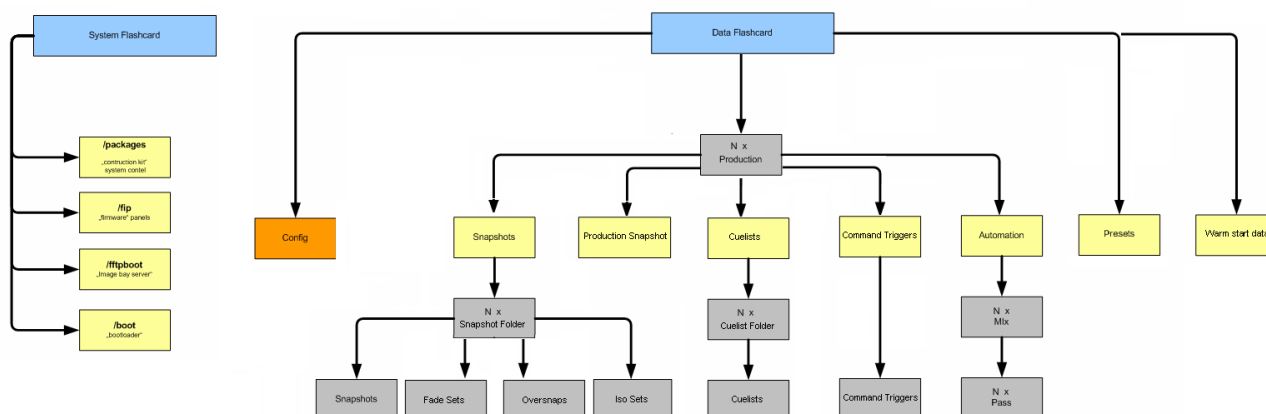 System Flashcard
Data Flashcard
/packages
„contruction kit“
system contel
/fip
„firmware“ panels
/fftpboot
„Image bay server“
/boot
„bootloader“
N x
Production
Config
Snapshots
Production Snapshot
Cuelists
Command Triggers
Automation
Presets
Warm start data
N x
Snapshot Folder
N x
Cuelist Folder
N x
MIx
Snapshots
Fade Sets
Oversnaps
Iso Sets
Cuelists
Command Triggers
N x
Pass